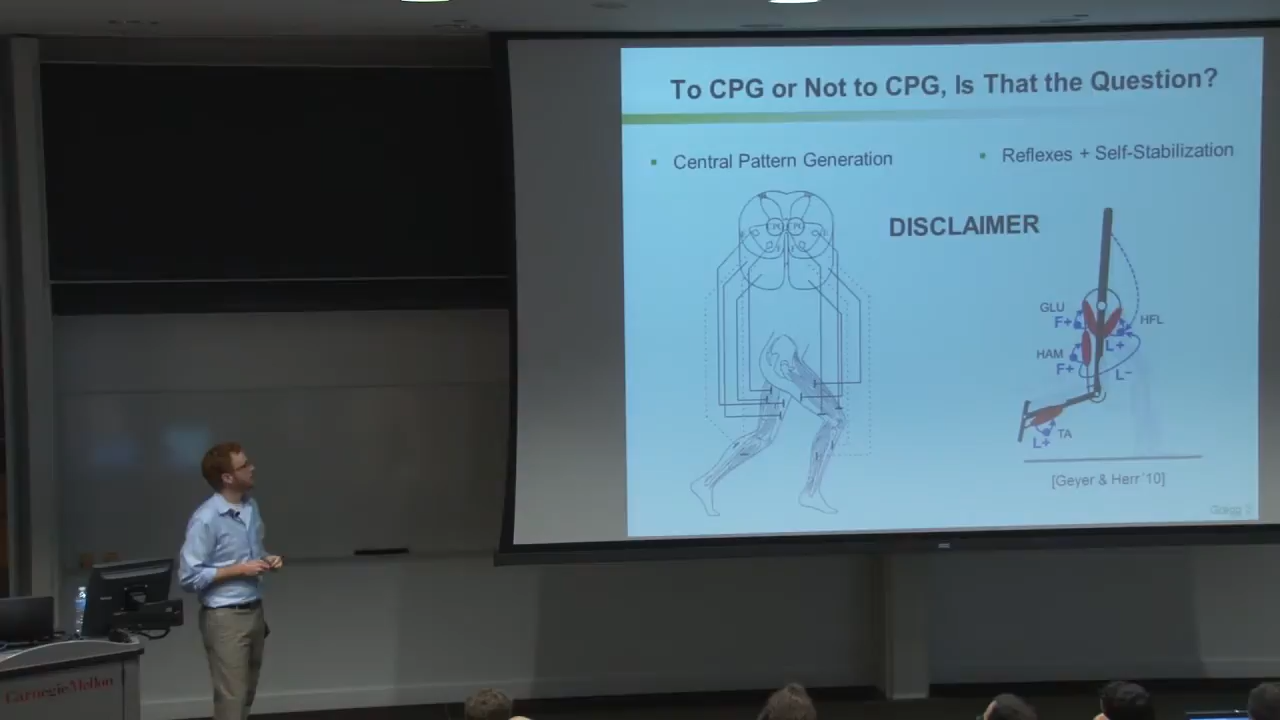 To CPG or Not to CPG, Is That the Question?
▪ Central Pattern Generation
▪ Reflexes + Self-Stabilization
DISCLAIMER
GLU
F+
HFL
L+
HAM
F+
L−
TA
L+
[Geyer & Herr '10]
Carnegie Mellon